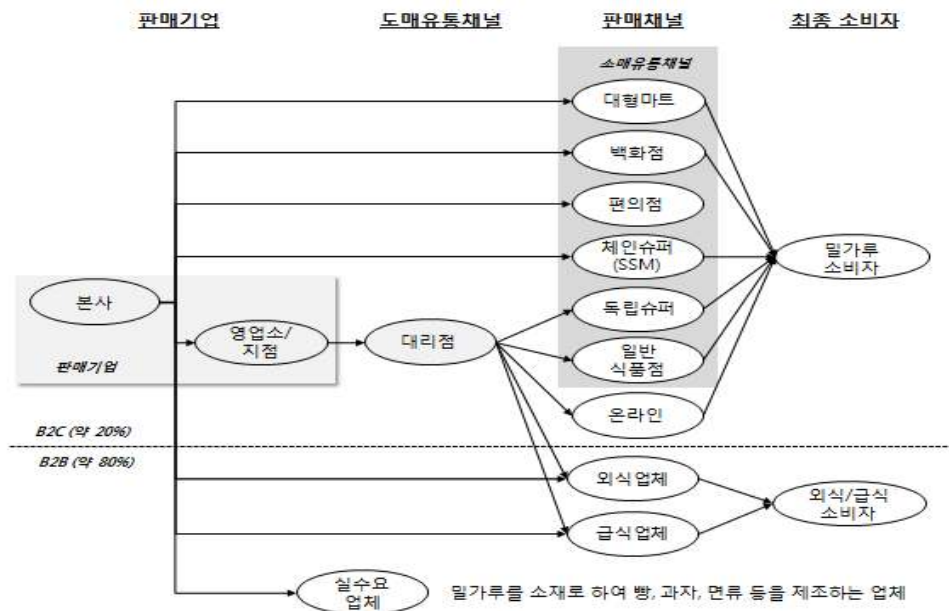 판매기업
도매유통채널
판매채널
최종 소비자
소매유통채널
대형마트
백화점
편의점
체인슈퍼
(SSM)
밀가루
소비자
본사
독립슈퍼
영업소/
지점
대리점
일반
식품점
판매기업
온라인
B2C (약 20%)
B2B (약 80%)
외식업체
외식/급식
소비자
급식업체
실수요
업체
밀가루를 소재로 하여 빵, 과자, 면류 등을 제조하는 업체